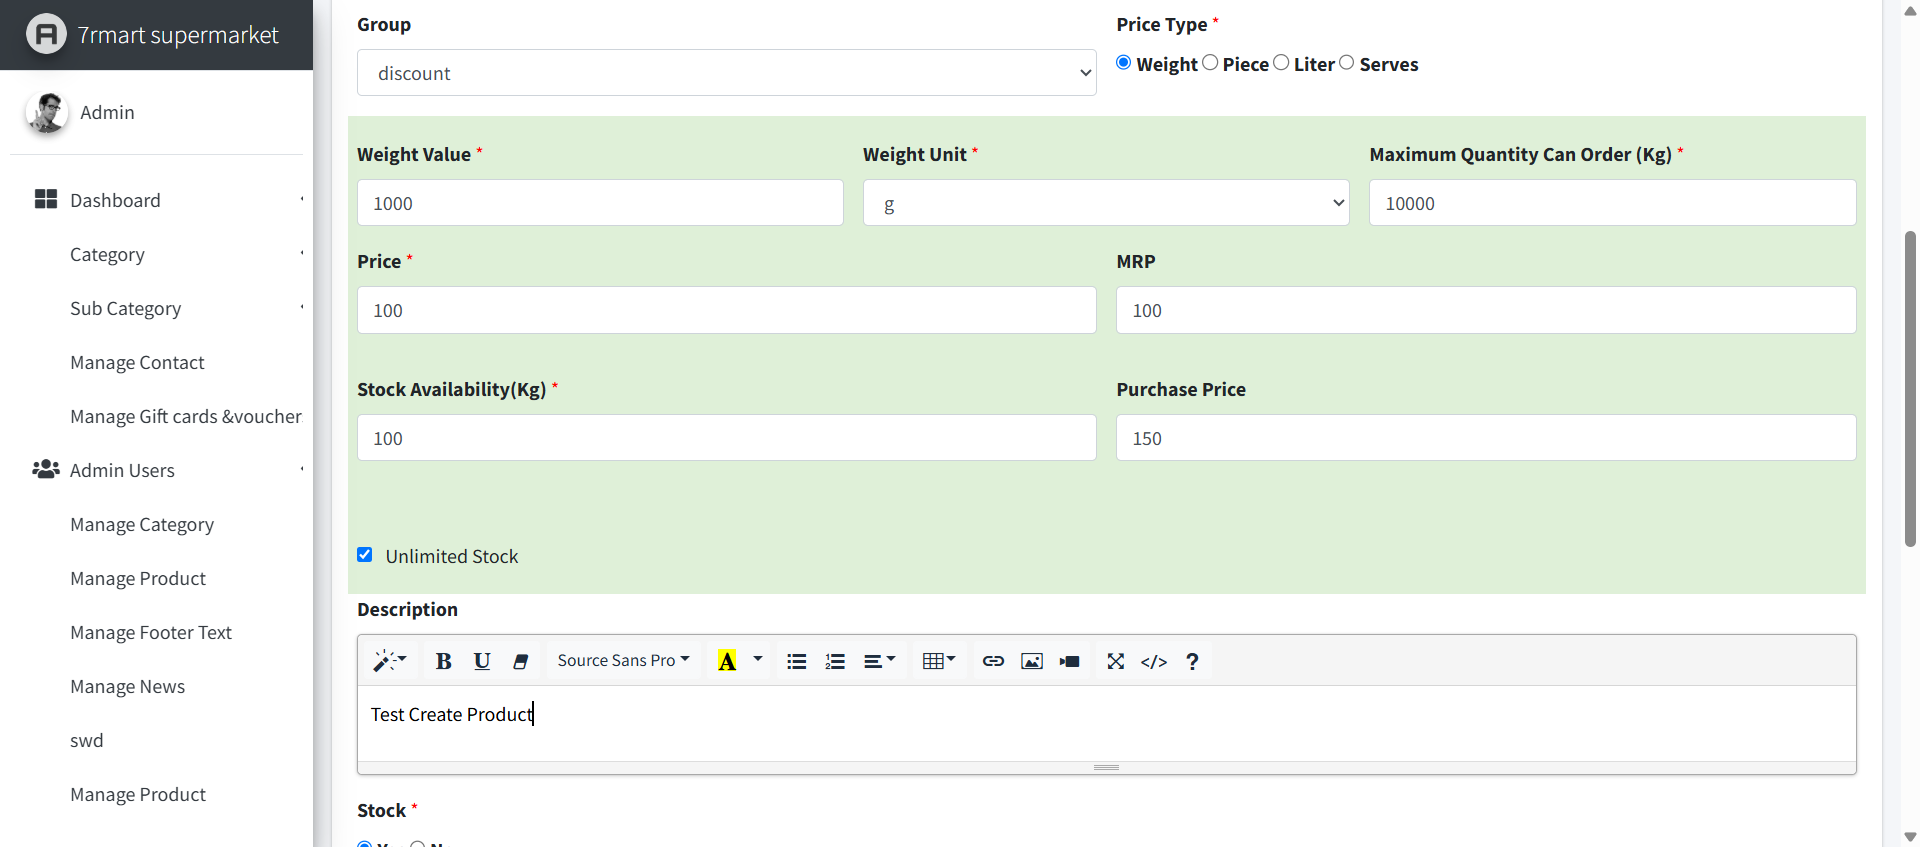 7rmart supermarket
Admin
Dashboard
Category
Sub Category
Manage Contact
Manage Gift cards &voucher
Admin Users
Manage Category
Manage Product
Manage Footer Text
Manage News
swd
Manage Product
Group
discount
Price Type *
Weight Piece Liter Serves
Weight Value *
1000
Weight Unit *
g
Maximum Quantity Can Order (Kg) *
10000
Price *
100
MRP
100
Stock Availability(Kg) *
100
Purchase Price
150
Unlimited Stock
Description
B U Source Sans Pro A </> ?
Test Create Product
Stock *